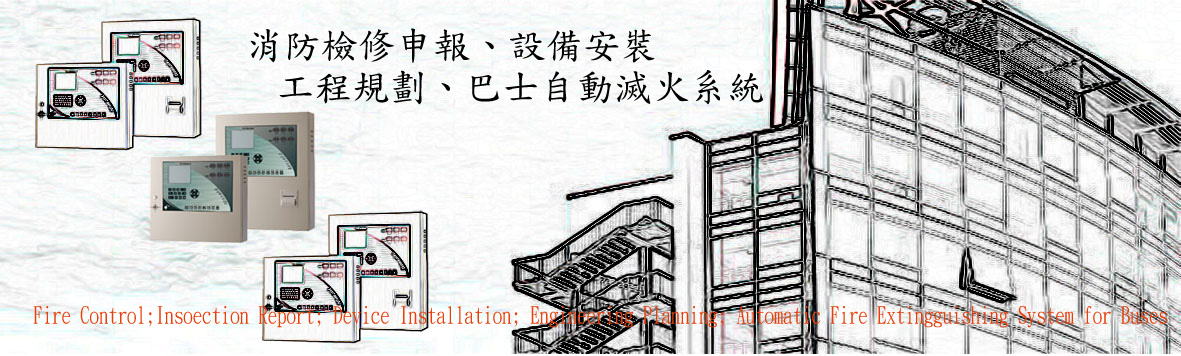 消防檢修申報、設備安裝
工程規劃、巴士自動滅火系統
Fire Control;Insoection Report; Device Installation; Engineering Planning; Automatic Fire Extingguishing System for Buses